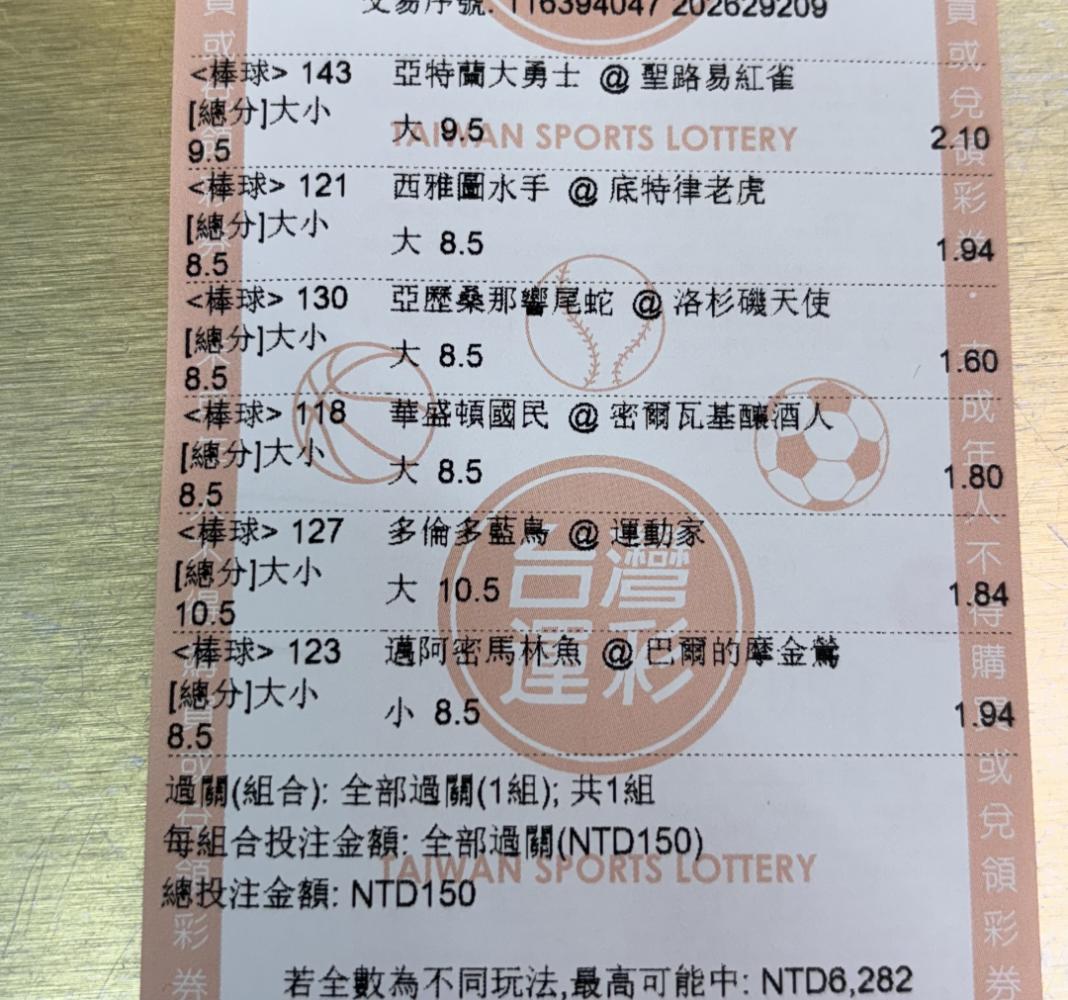 交易序號: 116394047 202629209
<棒球> 143 亞特蘭大勇士 @ 聖路易紅雀
[總分]大小 9.5 大 9.5 2.10
TAIWAN SPORTS LOTTERY
<棒球> 121 西雅圖水手 @ 底特律老虎
[總分]大小 8.5 大 8.5 1.94
<棒球> 130 亞歷桑那響尾蛇 @ 洛杉磯天使
[總分]大小 8.5 大 8.5 1.60
<棒球> 118 華盛頓國民 @ 密爾瓦基釀酒人
[總分]大小 8.5 大 8.5 1.80
<棒球> 127 多倫多藍鳥 @ 運動家
[總分]大小 10.5 大 10.5 1.84
台灣
運彩
<棒球> 123 邁阿密馬林魚 @ 巴爾的摩金鶯
[總分]大小 8.5 小 8.5 1.94
過關(組合): 全部過關(1組); 共1組
每組合投注金額: 全部過關(NTD150)
TAIWAN SPORTS LOTTERY
總投注金額: NTD150
若全數為不同玩法,最高可能中: NTD6,282